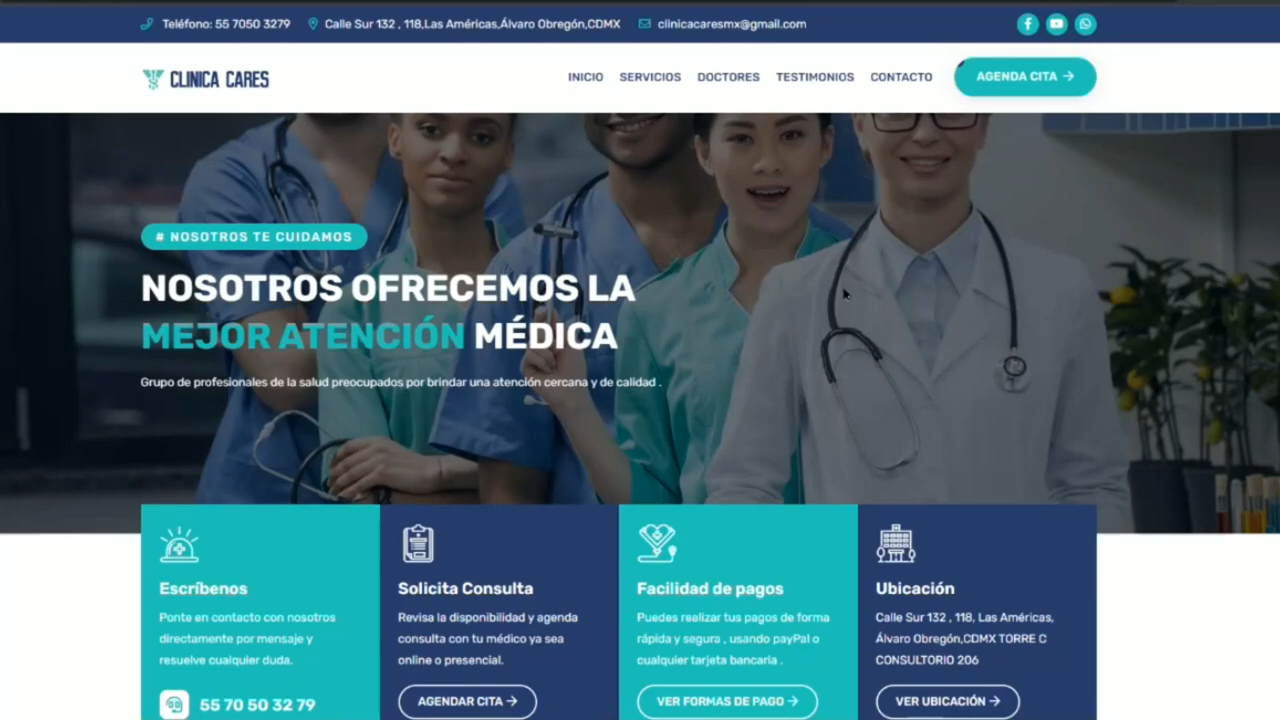 Teléfono: 55 7050 3279
Calle Sur 132 , 118,Las Américas,Álvaro Obregón,CDMX
clinicacaresmx@gmail.com
CLINICA CARES
INICIO
SERVICIOS
DOCTORES
TESTIMONIOS
CONTACTO
AGENDA CITA →
# NOSOTROS TE CUIDAMOS
NOSOTROS OFRECEMOS LA
MEJOR ATENCIÓN MÉDICA
Grupo de profesionales de la salud preocupados por brindar una atención cercana y de calidad .
Escríbenos
Ponte en contacto con nosotros
directamente por mensaje y
resuelve cualquier duda.
55 70 50 32 79
Solicita Consulta
Revisa la disponibilidad y agenda
consulta con tu médico ya sea
online o presencial.
AGENDAR CITA →
Facilidad de pagos
Puedes realizar tus pagos de forma
rápida y segura , usando payPal o
cualquier tarjeta bancaria .
VER FORMAS DE PAGO →
Ubicación
Calle Sur 132 , 118, Las Américas,
Álvaro Obregón,CDMX TORRE C
CONSULTORIO 206
VER UBICACIÓN →